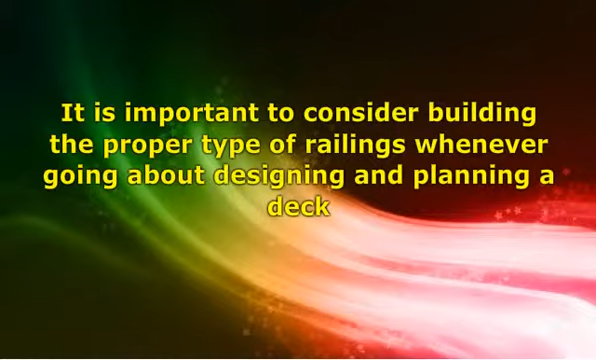 It is important to consider building
the proper type of railings whenever
going about designing and planning a
deck